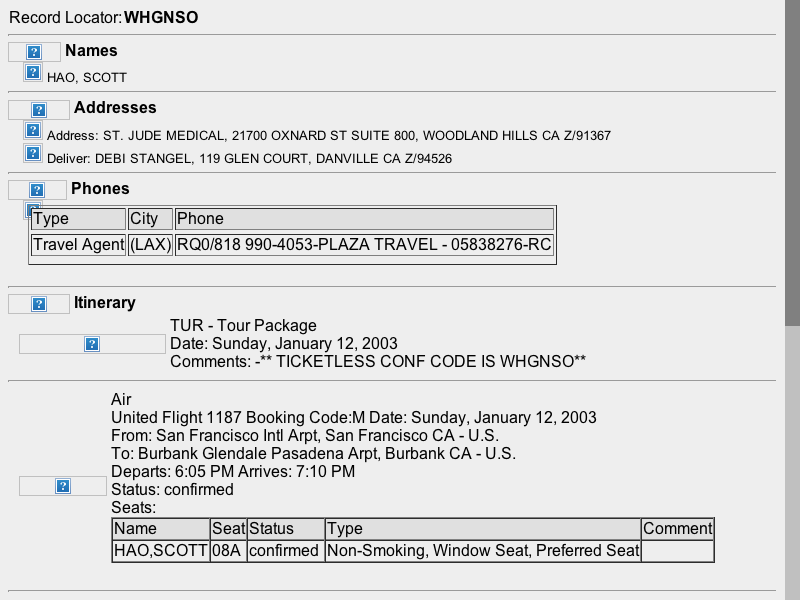 Record Locator:WHGNSO
Names
HAO, SCOTT
Addresses
Address: ST. JUDE MEDICAL, 21700 OXNARD ST SUITE 800, WOODLAND HILLS CA Z/91367
Deliver: DEBI STANGEL, 119 GLEN COURT, DANVILLE CA Z/94526
Phones
Type City Phone
Travel Agent (LAX) RQ0/818 990-4053-PLAZA TRAVEL - 05838276-RC
Itinerary
TUR - Tour Package
Date: Sunday, January 12, 2003
Comments: -** TICKETLESS CONF CODE IS WHGNSO**
Air
United Flight 1187 Booking Code:M Date: Sunday, January 12, 2003
From: San Francisco Intl Arpt, San Francisco CA - U.S.
To: Burbank Glendale Pasadena Arpt, Burbank CA - U.S.
Departs: 6:05 PM Arrives: 7:10 PM
Status: confirmed
Seats:
Name Seat Status Type Comment
HAO,SCOTT 08A confirmed Non-Smoking, Window Seat, Preferred Seat